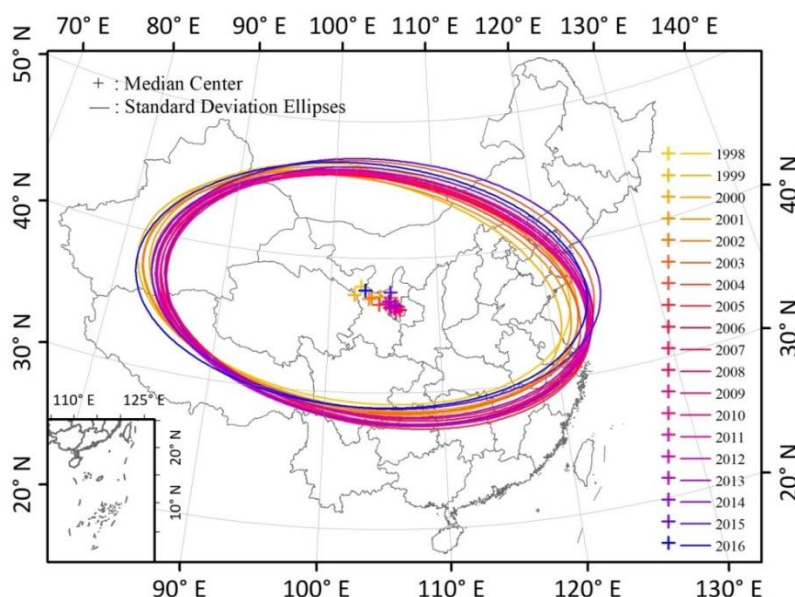 70° E 80° E 90° E 100° E 110° E 120° E 130° E 140° E
50° N
40° N
30° N
20° N
+ : Median Center
— : Standard Deviation Ellipses
1998
1999
2000
2001
2002
2003
2004
2005
2006
2007
2008
2009
2010
2011
2012
2013
2014
2015
2016
40° N
30° N
20° N
110° E 125° E
20° N
10° N
90° E 100° E 110° E 120° E 130° E